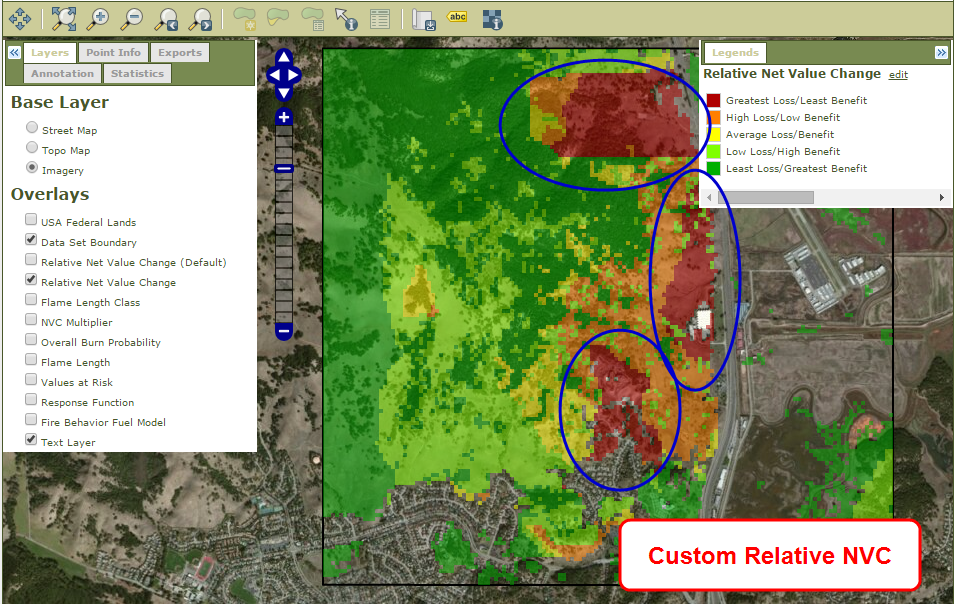 abc
Layers
Point Info
Exports
Annotation
Statistics
Base Layer
Street Map
Topo Map
Imagery
Overlays
USA Federal Lands
Data Set Boundary
Relative Net Value Change (Default)
Relative Net Value Change
Flame Length Class
NVC Multiplier
Overall Burn Probability
Flame Length
Values at Risk
Response Function
Fire Behavior Fuel Model
Text Layer
Legends
Relative Net Value Change edit
Greatest Loss/Least Benefit
High Loss/Low Benefit
Average Loss/Benefit
Low Loss/High Benefit
Least Loss/Greatest Benefit
Custom Relative NVC